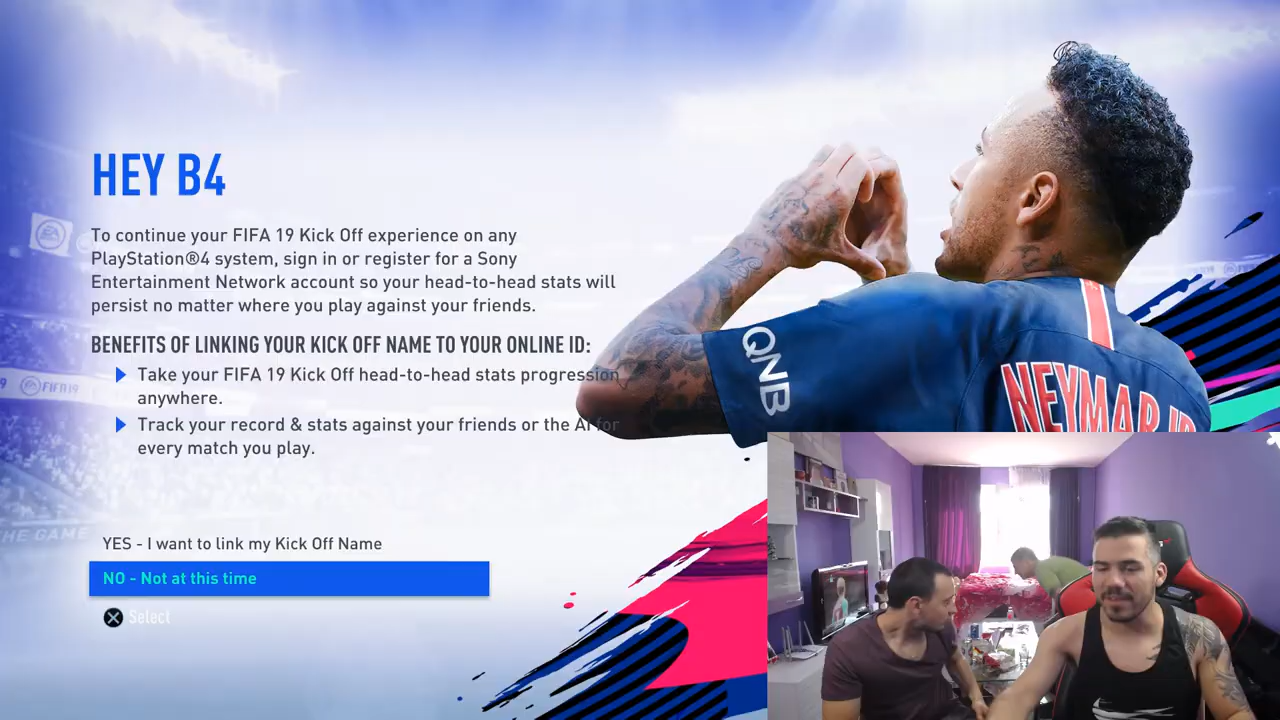 HEY B4
To continue your FIFA 19 Kick Off experience on any
PlayStation®4 system, sign in or register for a Sony
Entertainment Network account so your head-to-head stats will
persist no matter where you play against your friends.
BENEFITS OF LINKING YOUR KICK OFF NAME TO YOUR ONLINE ID:
Take your FIFA 19 Kick Off head-to-head stats progression
anywhere.
Track your record & stats against your friends or the AI for
every match you play.
YES - I want to link my Kick Off Name
NO - Not at this time
Select
QNB
NEYMAR JR
EA
FIFA19
THE GAME